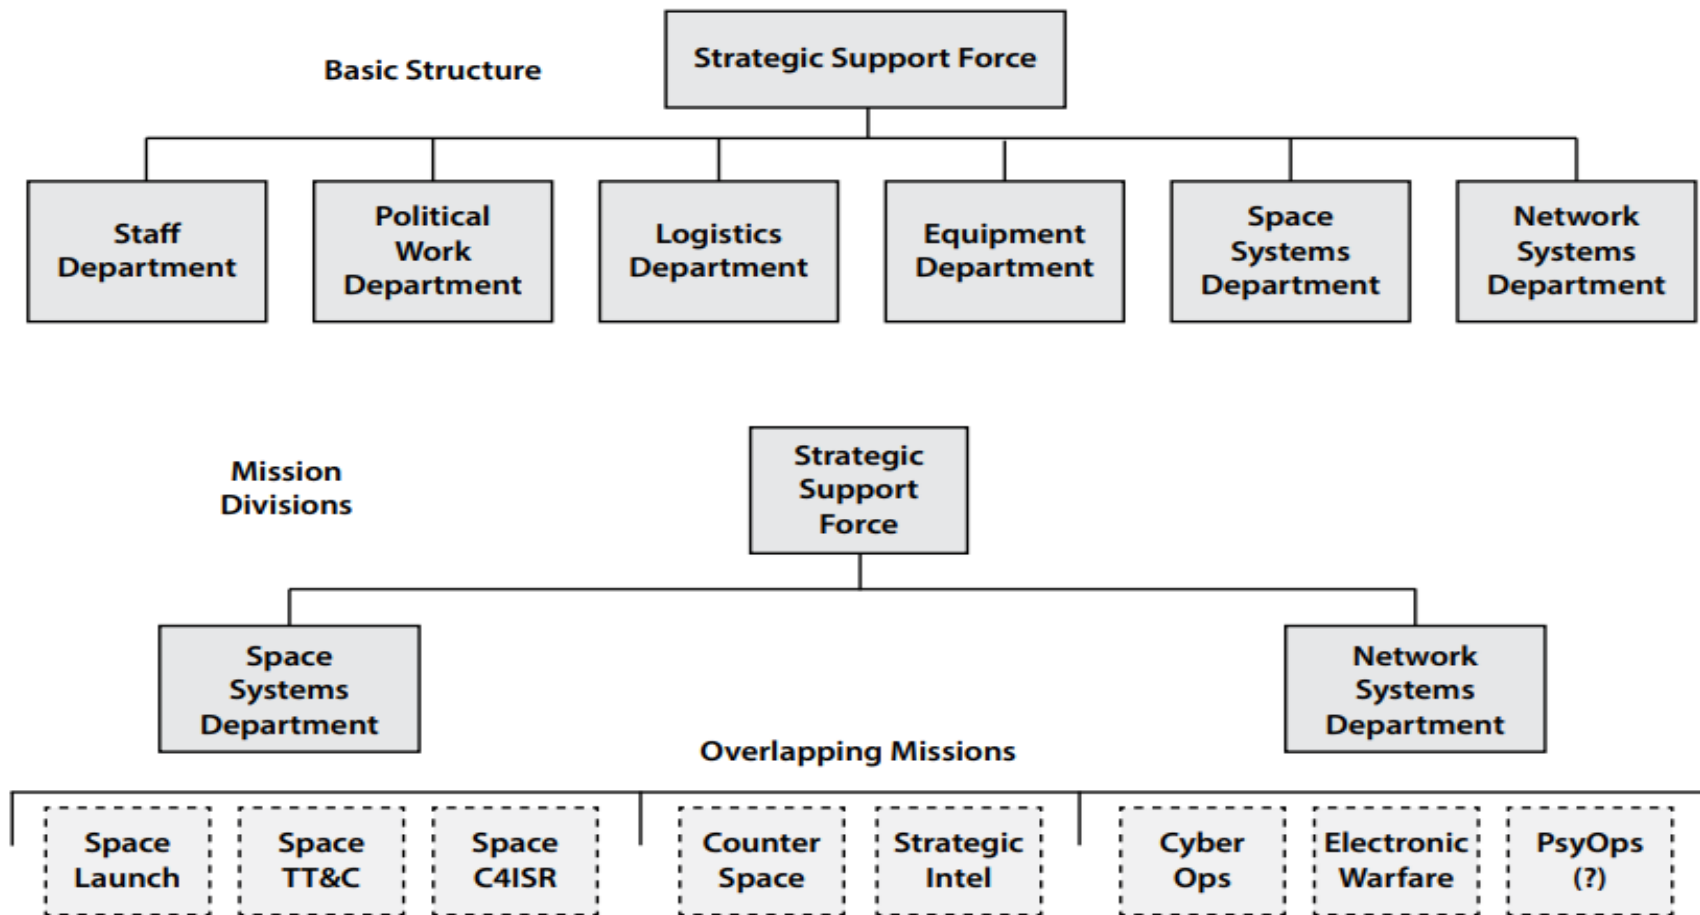 Basic Structure
Strategic Support Force
Staff
Department
Political
Work
Department
Logistics
Department
Equipment
Department
Space
Systems
Department
Network
Systems
Department
Mission
Divisions
Strategic
Support
Force
Space
Systems
Department
Network
Systems
Department
Overlapping Missions
Space
Launch
Space
TT&C
Space
C4ISR
Counter
Space
Strategic
Intel
Cyber
Ops
Electronic
Warfare
PsyOps
(?)